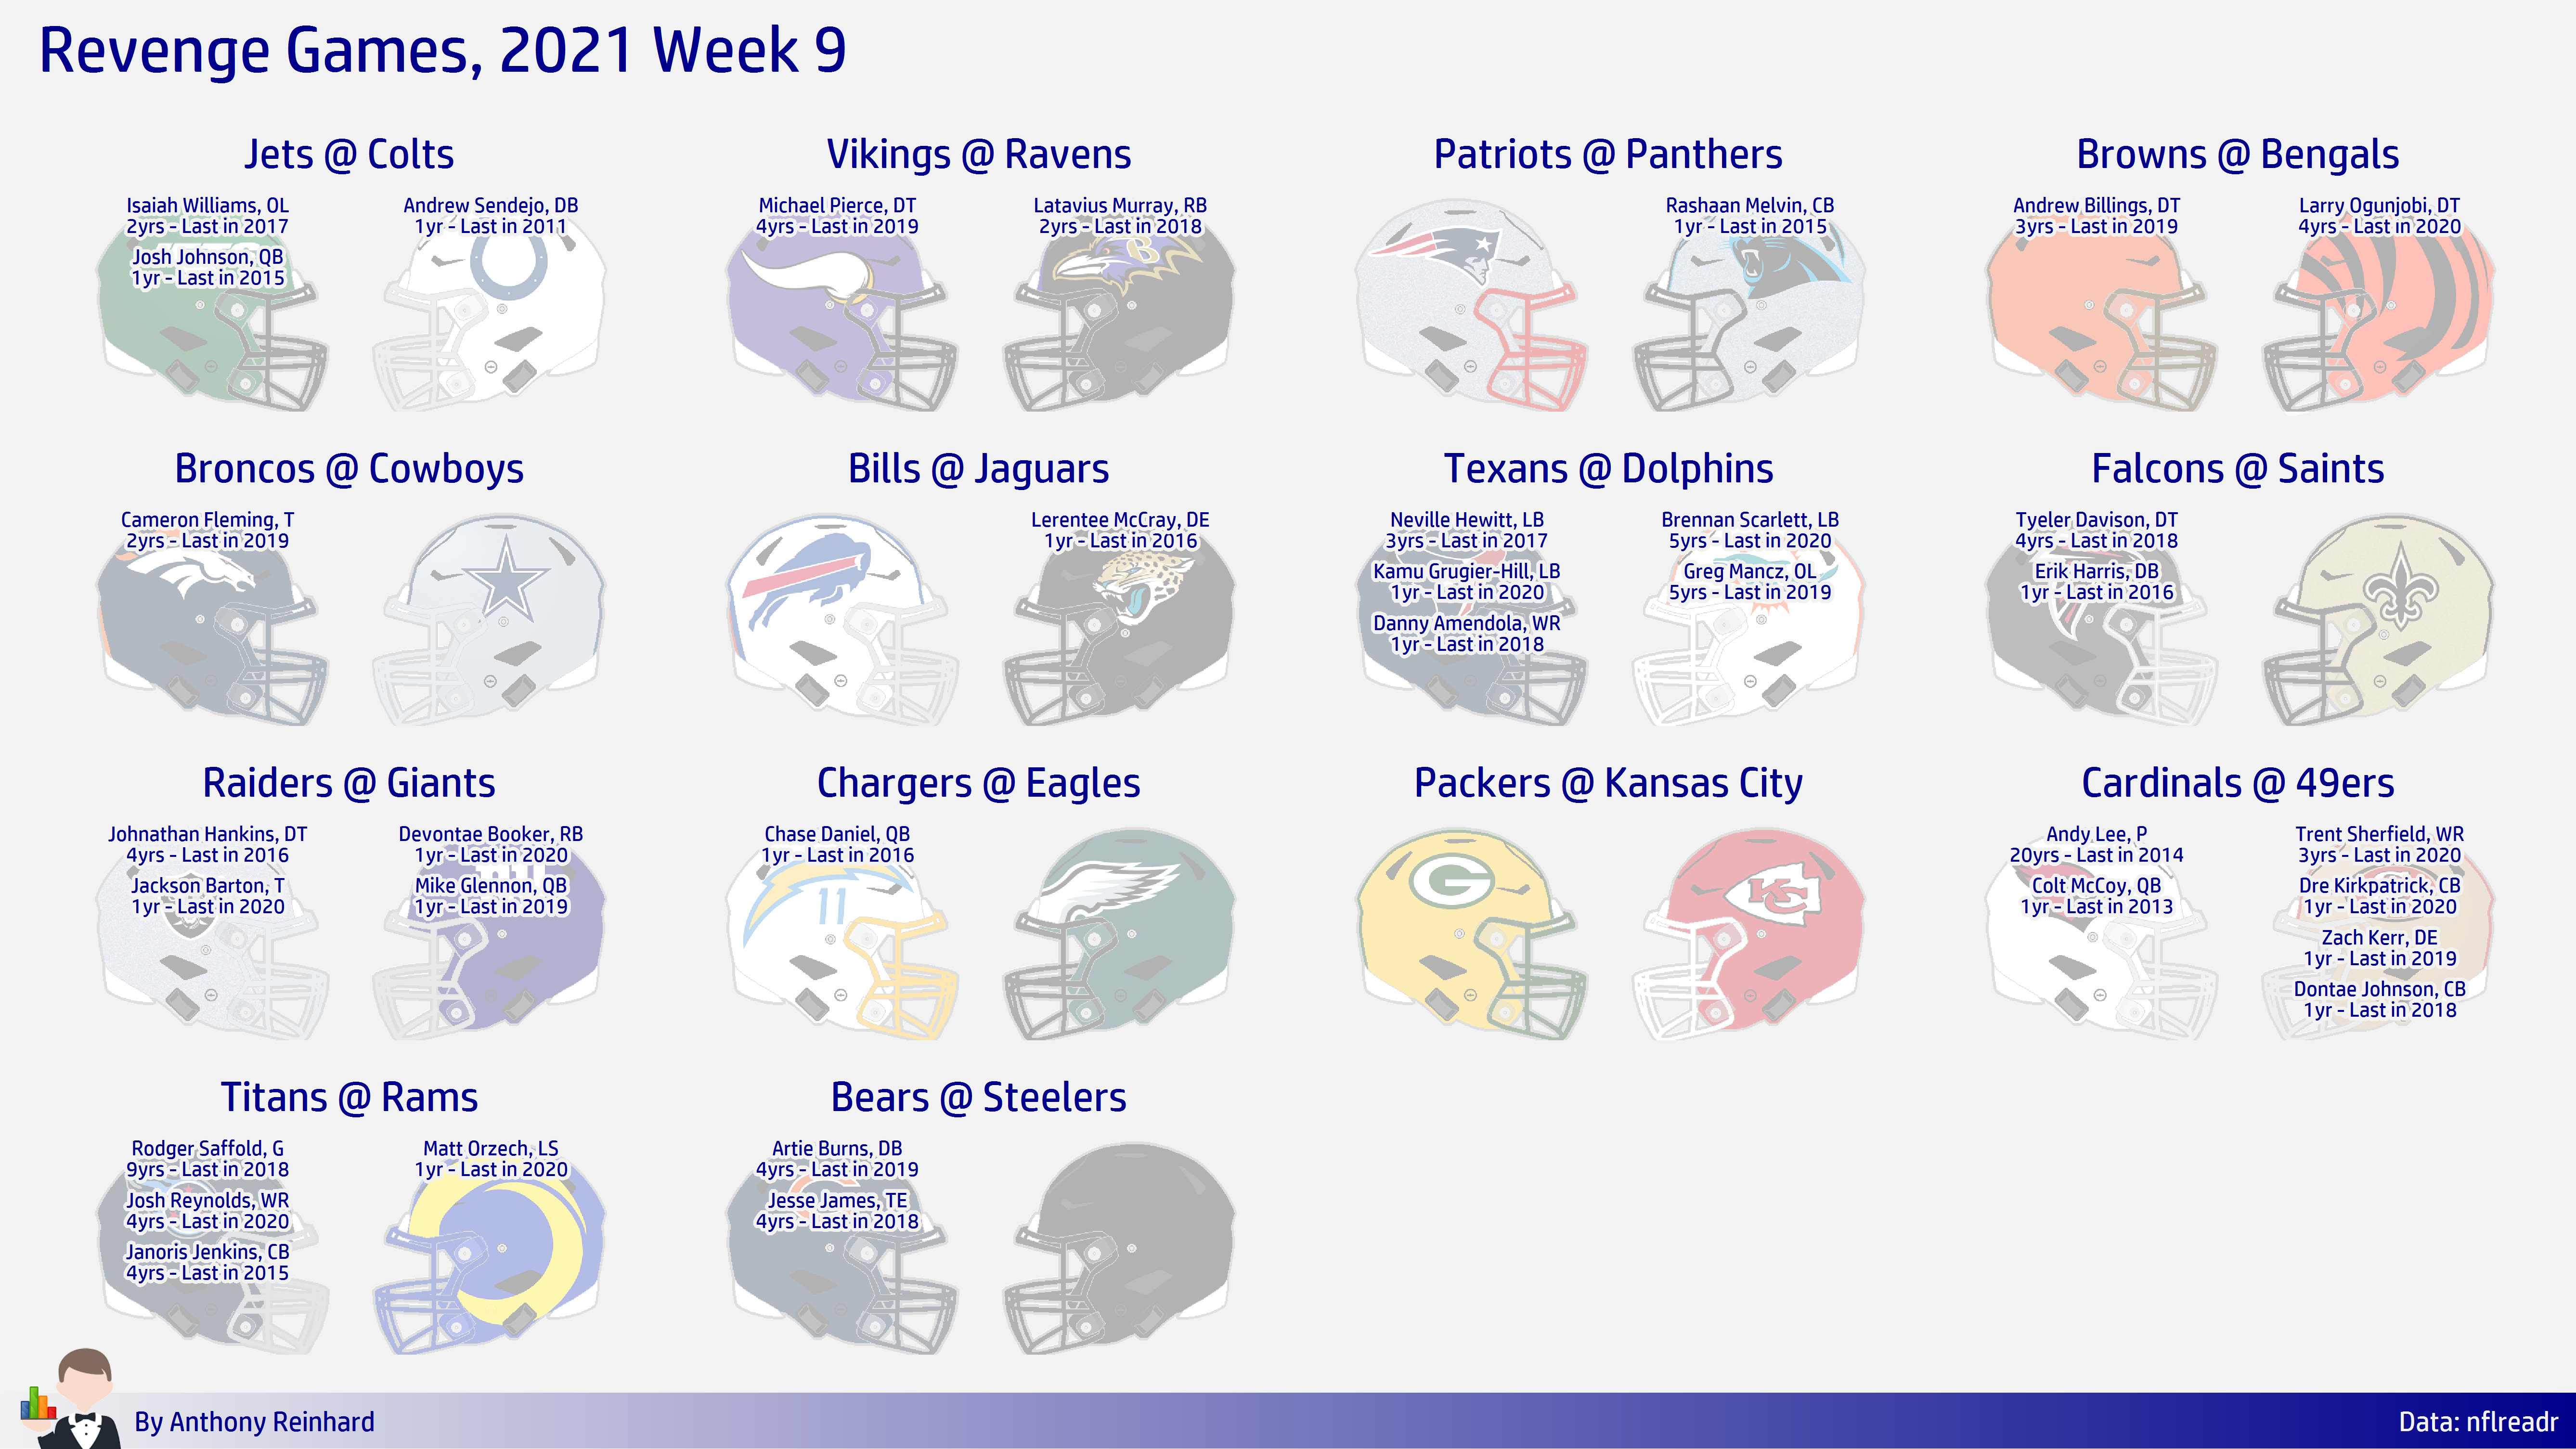 Revenge Games, 2021 Week 9
Jets @ Colts
Isaiah Williams, OL
2yrs - Last in 2017
Josh Johnson, QB
1yr - Last in 2015
Andrew Sendejo, DB
1yr - Last in 2011
Vikings @ Ravens
Michael Pierce, DT
4yrs - Last in 2019
Latavius Murray, RB
2yrs - Last in 2018
B
Patriots @ Panthers
Rashaan Melvin, CB
1yr - Last in 2015
Browns @ Bengals
Andrew Billings, DT
3yrs - Last in 2019
Larry Ogunjobi, DT
4yrs - Last in 2020
Broncos @ Cowboys
Cameron Fleming, T
2yrs - Last in 2019
Bills @ Jaguars
Lerentee McCray, DE
1yr - Last in 2016
Texans @ Dolphins
Neville Hewitt, LB
3yrs - Last in 2017
Kamu Grugier-Hill, LB
1yr - Last in 2020
Danny Amendola, WR
1yr - Last in 2018
Brennan Scarlett, LB
5yrs - Last in 2020
Greg Mancz, OL
5yrs - Last in 2019
Falcons @ Saints
Tyeler Davison, DT
4yrs - Last in 2018
Erik Harris, DB
1yr - Last in 2016
Raiders @ Giants
Johnathan Hankins, DT
4yrs - Last in 2016
Jackson Barton, T
1yr - Last in 2020
Devontae Booker, RB
1yr - Last in 2020
Mike Glennon, QB
1yr - Last in 2019
Chargers @ Eagles
Chase Daniel, QB
1yr - Last in 2016
11
Packers @ Kansas City
G
KC
Cardinals @ 49ers
Andy Lee, P
20yrs - Last in 2014
Colt McCoy, QB
1yr - Last in 2013
Trent Sherfield, WR
3yrs - Last in 2020
Dre Kirkpatrick, CB
1yr - Last in 2020
Zach Kerr, DE
1yr - Last in 2019
Dontae Johnson, CB
1yr - Last in 2018
Titans @ Rams
Rodger Saffold, G
9yrs - Last in 2018
Josh Reynolds, WR
4yrs - Last in 2020
Janoris Jenkins, CB
4yrs - Last in 2015
Matt Orzech, LS
1yr - Last in 2020
Bears @ Steelers
Artie Burns, DB
4yrs - Last in 2019
Jesse James, TE
4yrs - Last in 2018
By Anthony Reinhard
Data: nflreadr